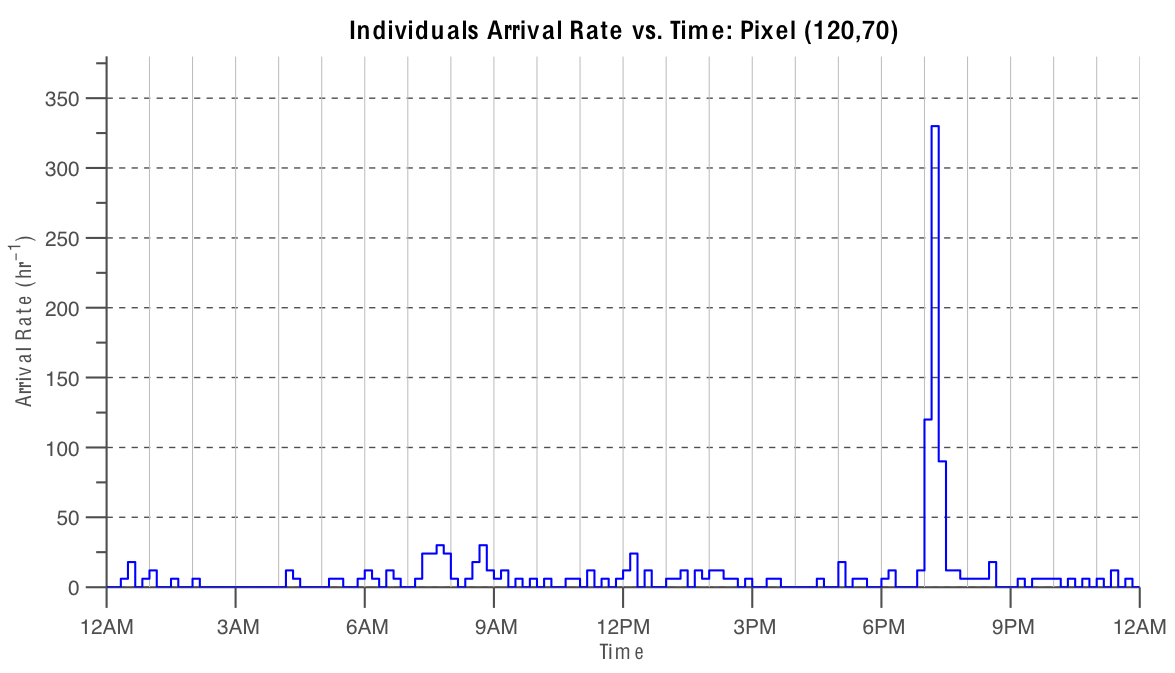 Individuals Arrival Rate vs. Time: Pixel (120,70)
350
300
250
200
150
100
50
0
Arrival Rate (hr⁻¹)
12AM 3AM 6AM 9AM 12PM 3PM 6PM 9PM 12AM
Time